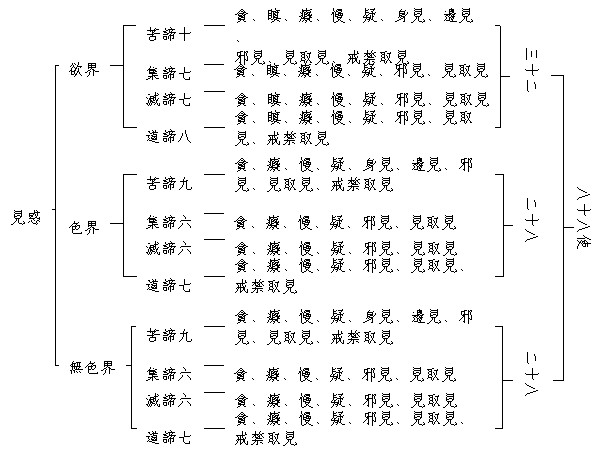 見惑
欲界
苦諦十
貪、瞋、癡、慢、疑、身見、邊見
、
邪見、見取見、戒禁取見
集諦七
貪、瞋、癡、慢、疑、邪見、見取見
滅諦七
貪、瞋、癡、慢、疑、邪見、見取見
道諦八
貪、瞋、癡、慢、疑、邪見、見取
見、戒禁取見
三十二
色界
苦諦九
貪、癡、慢、疑、身見、邊見、邪
見、見取見、戒禁取見
集諦六
貪、癡、慢、疑、邪見、見取見
滅諦六
貪、癡、慢、疑、邪見、見取見
道諦七
貪、癡、慢、疑、邪見、見取見、
戒禁取見
二十八
無色界
苦諦九
貪、癡、慢、疑、身見、邊見、邪
見、見取見、戒禁取見
集諦六
貪、癡、慢、疑、邪見、見取見
滅諦六
貪、癡、慢、疑、邪見、見取見
道諦七
貪、癡、慢、疑、邪見、見取見、
戒禁取見
二十八
八十八使